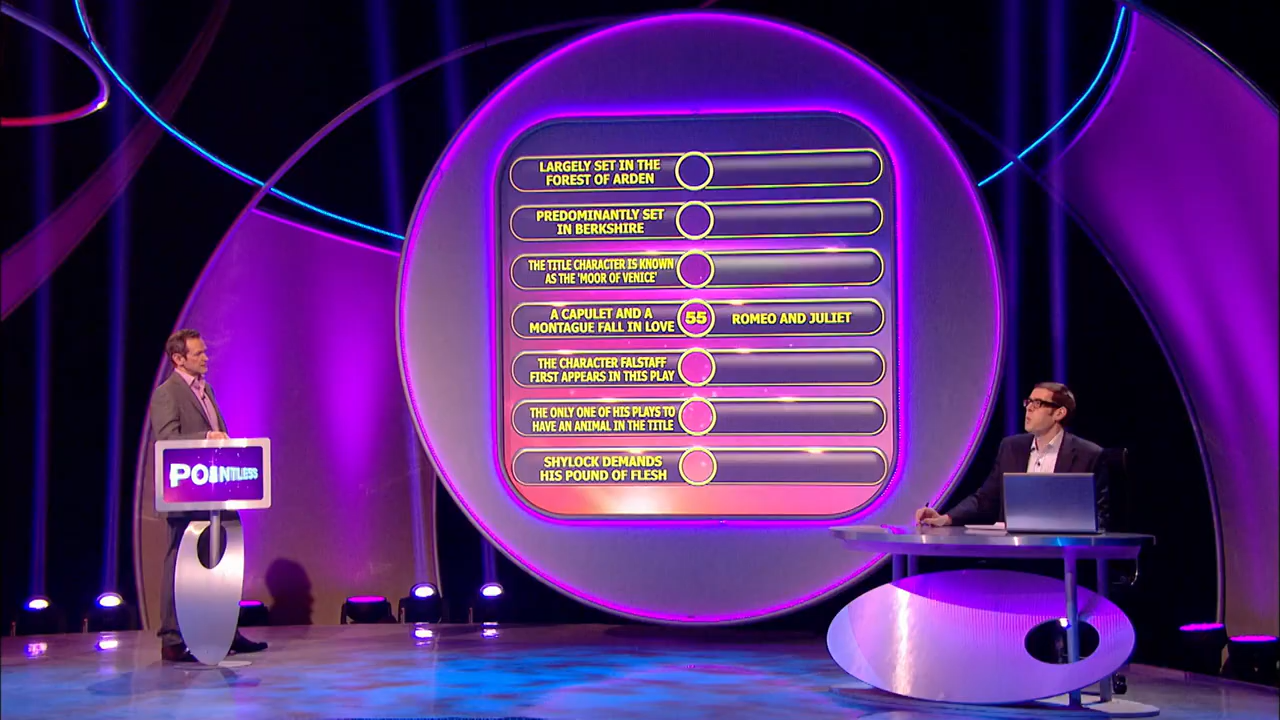 LARGELY SET IN THE
FOREST OF ARDEN
PREDOMINANTLY SET
IN BERKSHIRE
THE TITLE CHARACTER IS KNOWN
AS THE 'MOOR OF VENICE'
A CAPULET AND A
MONTAGUE FALL IN LOVE
55
ROMEO AND JULIET
THE CHARACTER FALSTAFF
FIRST APPEARS IN THIS PLAY
THE ONLY ONE OF HIS PLAYS TO
HAVE AN ANIMAL IN THE TITLE
SHYLOCK DEMANDS
HIS POUND OF FLESH
POINTLESS